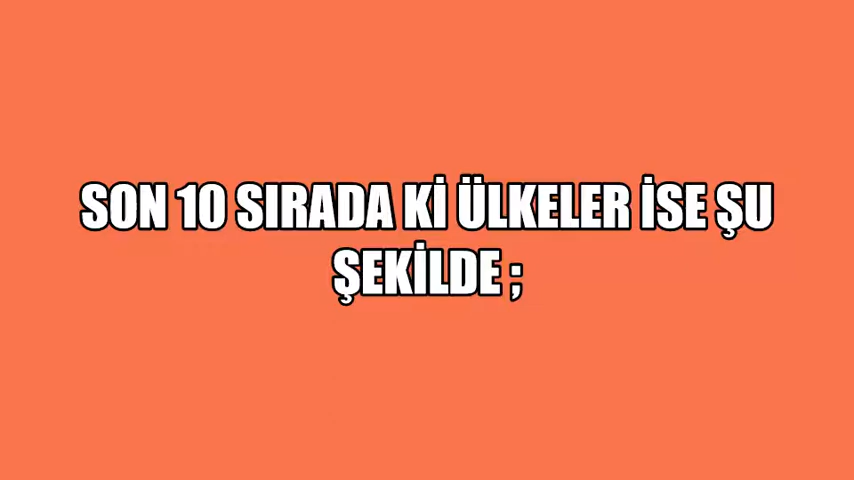 SON 10 SIRADA Kİ ÜLKELER İSE ŞU
ŞEKİLDE ;